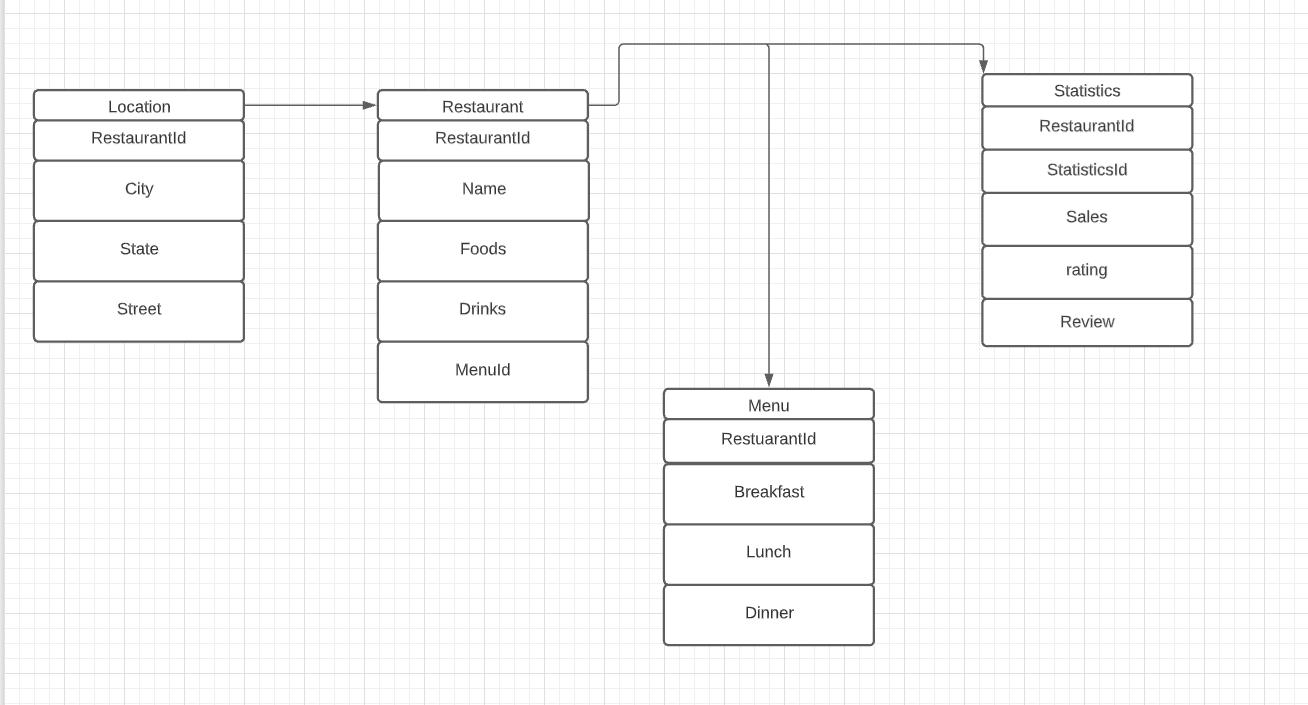 Location
RestaurantId
City
State
Street
Restaurant
RestaurantId
Name
Foods
Drinks
MenuId
Menu
RestuarantId
Breakfast
Lunch
Dinner
Statistics
RestaurantId
StatisticsId
Sales
rating
Review